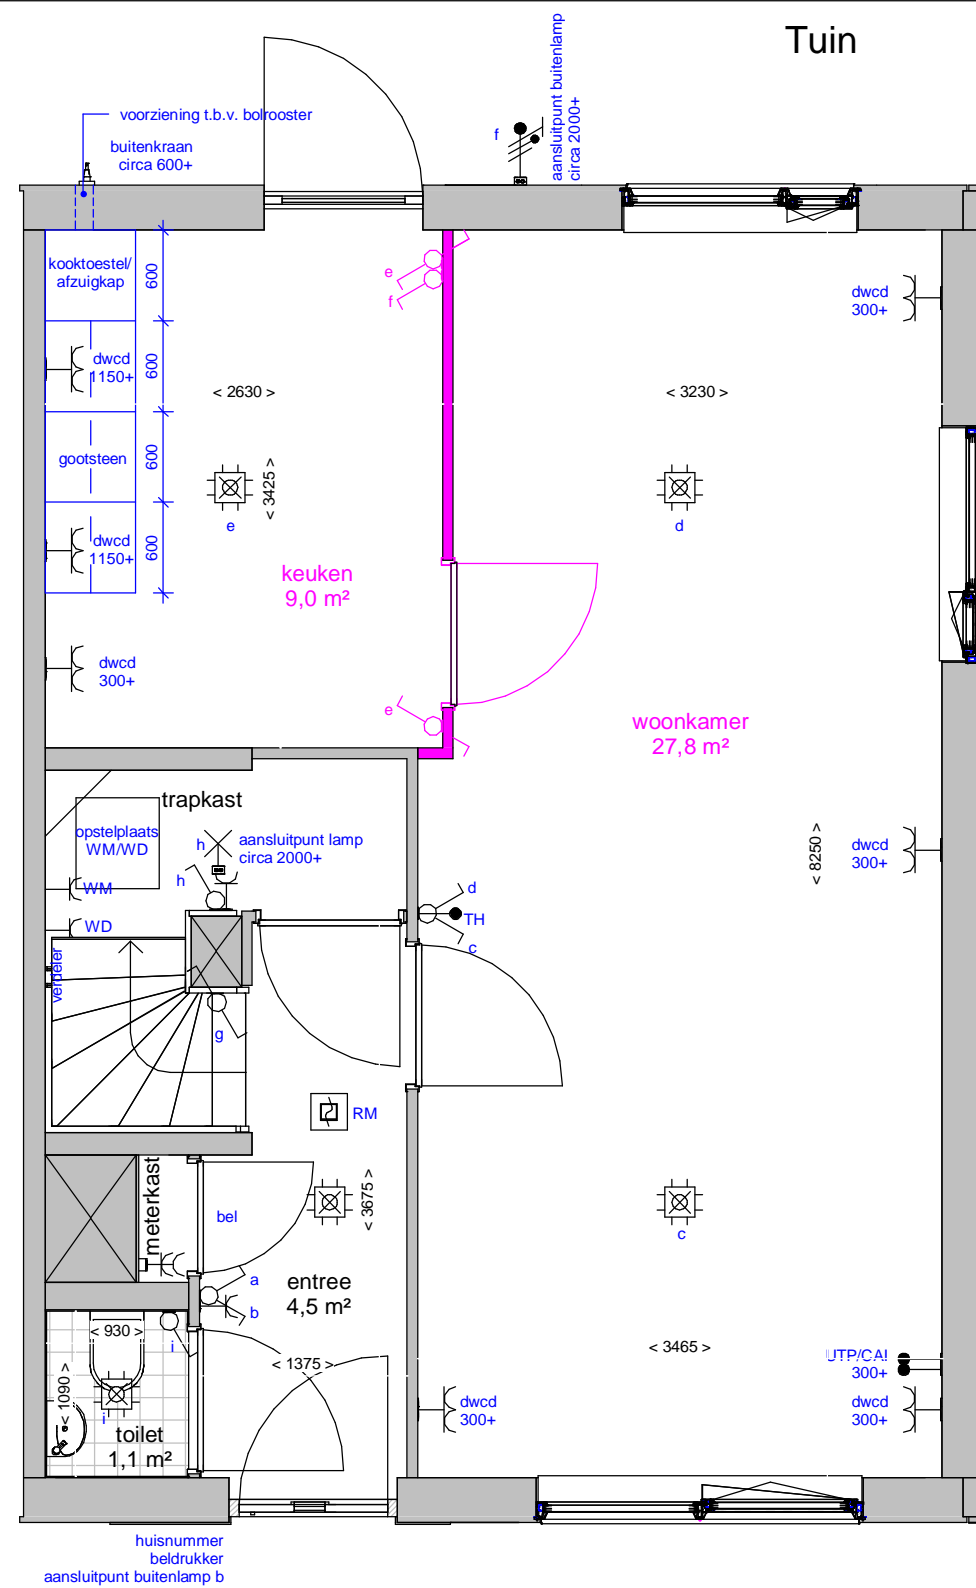 Tuin
voorziening t.b.v. bolrooster
buitenkraan
circa 600+
f
aansluitpunt buitenlamp
circa 2000+
kooktoestel/
afzuigkap
600
e
f
dwcd
300+
dwcd
1150+
600
< 2630 >
< 3230 >
gootsteen
600
< 3425 >
e
d
dwcd
1150+
600
keuken
9,0 m²
dwcd
300+
e
woonkamer
27,8 m²
trapkast
opstelplaats
WM/WD
h
aansluitpunt lamp
circa 2000+
h
< 8250 >
dwcd
300+
WM
WD
d
TH
c
verdeler
g
RM
meterkast
bel
< 3675 >
c
a
b
entree
4,5 m²
< 930 >
i
< 1375 >
< 3465 >
UTP/CAI
300+
< 1090 >
i
toilet
1,1 m²
dwcd
300+
dwcd
300+
huisnummer
beldrukker
aansluitpunt buitenlamp b